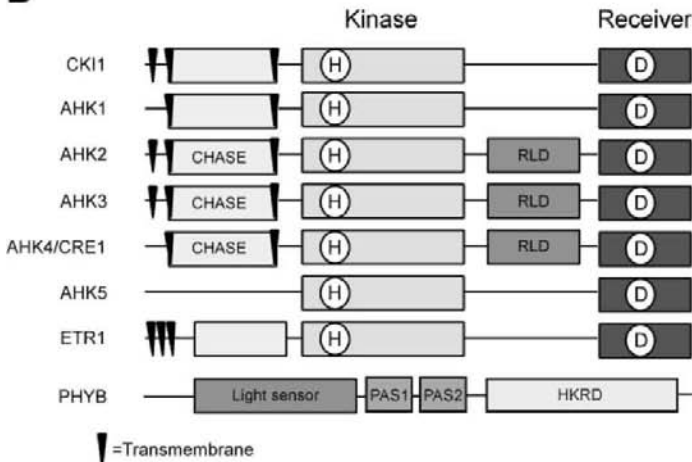 Kinase Receiver
CKI1 H D
AHK1 H D
AHK2 CHASE H RLD D
AHK3 CHASE H RLD D
AHK4/CRE1 CHASE H RLD D
AHK5 H D
ETR1 H D
PHYB Light sensor PAS1 PAS2 HKRD
=Transmembrane